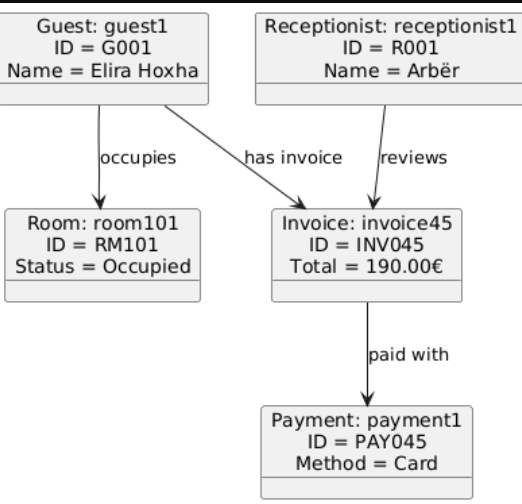 Guest: guest1
ID = G001
Name = Elira Hoxha
Receptionist: receptionist1
ID = R001
Name = Arbër
occupies
has invoice
reviews
Room: room101
ID = RM101
Status = Occupied
Invoice: invoice45
ID = INV045
Total = 190.00€
paid with
Payment: payment1
ID = PAY045
Method = Card